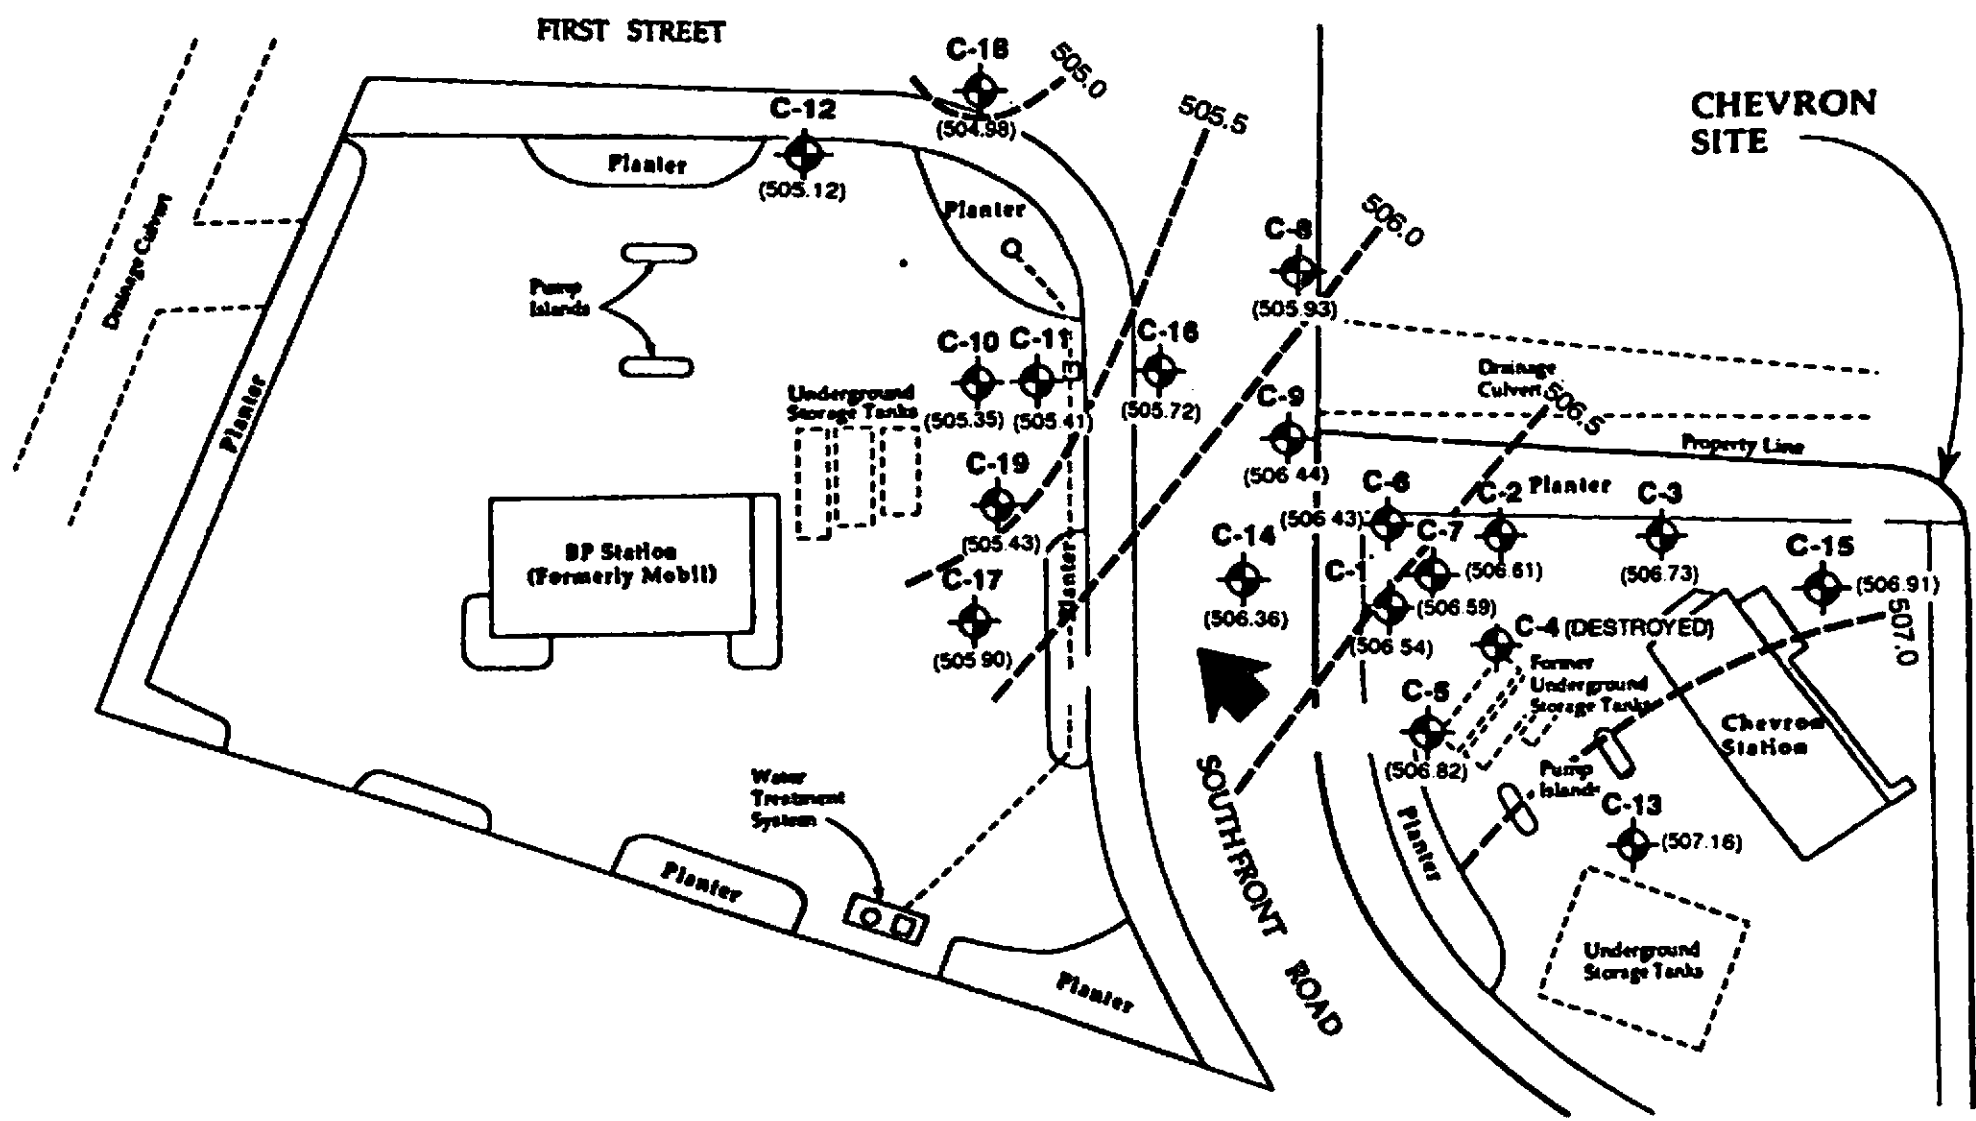 FIRST STREET
C-18
505.0
(504.98)
C-12
(505.12)
505.5
CHEVRON
SITE
Planter
Planter
Drainage Culvert
C-8
(505.93)
506.0
Pump
Islands
C-10
(505.35)
C-11
(505.41)
C-16
(505.72)
Drainage
Culvert
506.5
Planter
Underground
Storage Tanks
C-9
(506.44)
Property Line
C-19
(505.43)
C-6
(506.43)
C-2
(506.61)
Planter
C-3
(506.73)
C-7
(506.59)
C-15
(506.91)
BP Station
(Formerly Mobil)
C-17
(505.90)
Planter
C-14
(506.36)
C-1
(506.54)
C-4 (DESTROYED)
507.0
Former
Underground
Storage Tanks
C-5
(506.82)
Chevron
Station
Water
Treatment
System
SOUTHFRONT ROAD
Pump
Islands
C-13
(507.16)
Planter
Planter
Planter
Underground
Storage Tanks